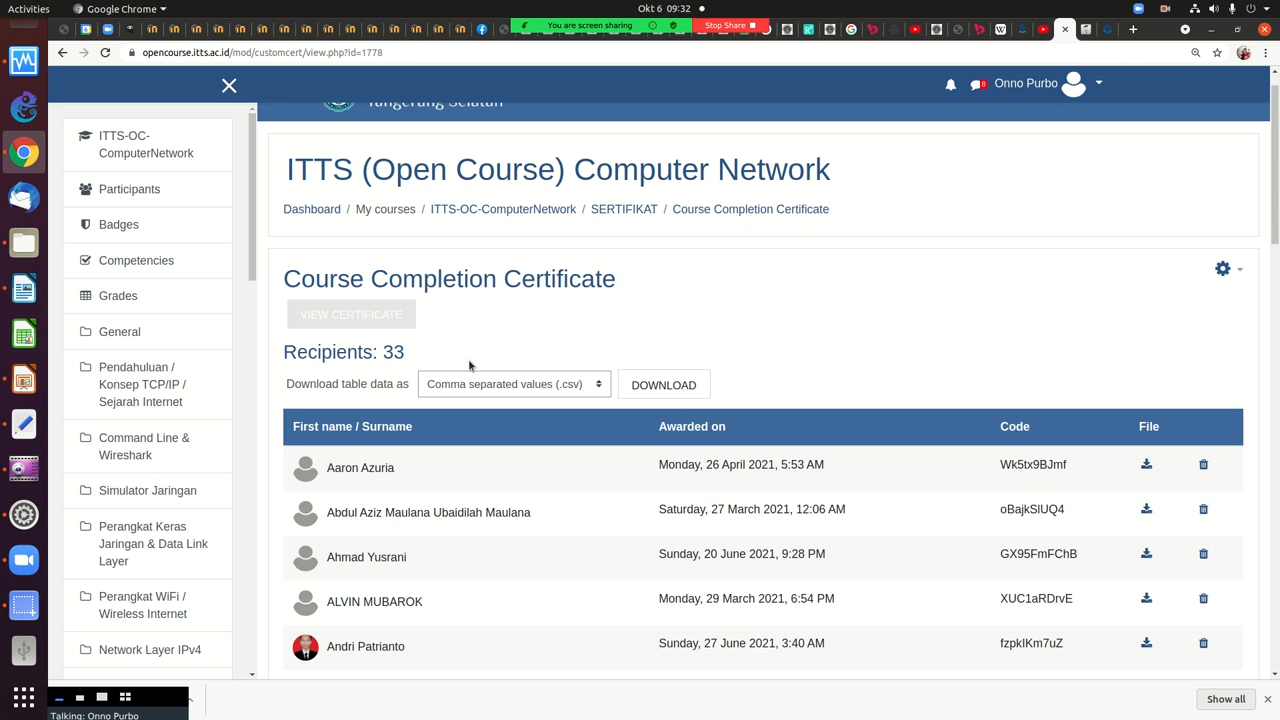 Activities
Google Chrome
Okt 6 09:32
You are screen sharing
Stop Share
opencourse.itts.ac.id/mod/customcert/view.php?id=1778
Tangerang Selatan
8
Onno Purbo
ITTS-OC-
ComputerNetwork
Participants
Badges
Competencies
Grades
General
Pendahuluan /
Konsep TCP/IP /
Sejarah Internet
Command Line &
Wireshark
Simulator Jaringan
Perangkat Keras
Jaringan & Data Link
Layer
Perangkat WiFi /
Wireless Internet
Network Layer IPv4
ITTS (Open Course) Computer Network
Dashboard / My courses / ITTS-OC-ComputerNetwork / SERTIFIKAT / Course Completion Certificate
Course Completion Certificate
VIEW CERTIFICATE
Recipients: 33
Download table data as Comma separated values (.csv) DOWNLOAD
First name / Surname Awarded on Code File
Aaron Azuria Monday, 26 April 2021, 5:53 AM Wk5tx9BJmf
Abdul Aziz Maulana Ubaidilah Maulana Saturday, 27 March 2021, 12:06 AM oBajkSlUQ4
Ahmad Yusrani Sunday, 20 June 2021, 9:28 PM GX95FmFChB
ALVIN MUBAROK Monday, 29 March 2021, 6:54 PM XUC1aRDrvE
Andri Patrianto Sunday, 27 June 2021, 3:40 AM fzpkIKm7uZ
Show all
Talking: Onno Purbo